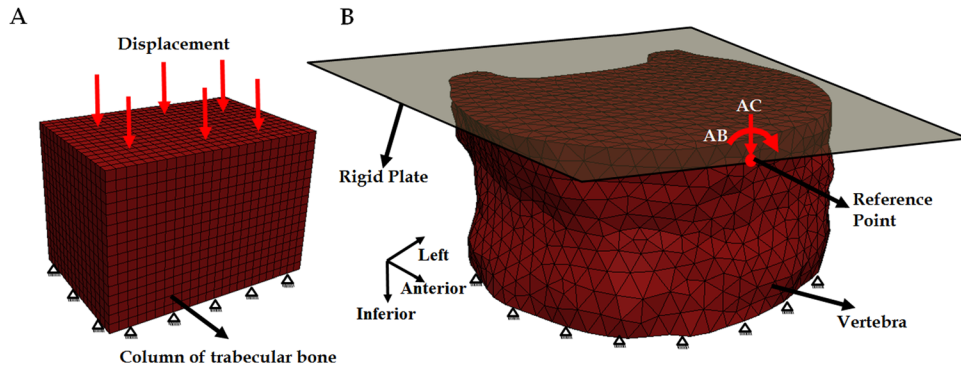 A
Displacement
Column of trabecular bone
B
Rigid Plate
AC
AB
Reference
Point
Left
Anterior
Inferior
Vertebra